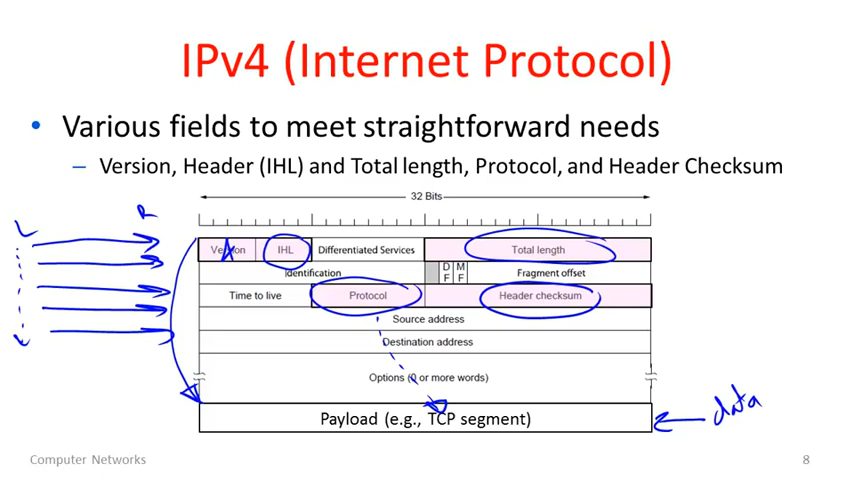 IPv4 (Internet Protocol)
• Various fields to meet straightforward needs
– Version, Header (IHL) and Total length, Protocol, and Header Checksum
32 Bits
L R
Version IHL Differentiated Services Total length
Identification D F M F Fragment offset
Time to live Protocol Header checksum
Source address
Destination address
Options (0 or more words)
Payload (e.g., TCP segment)
data
Computer Networks 8